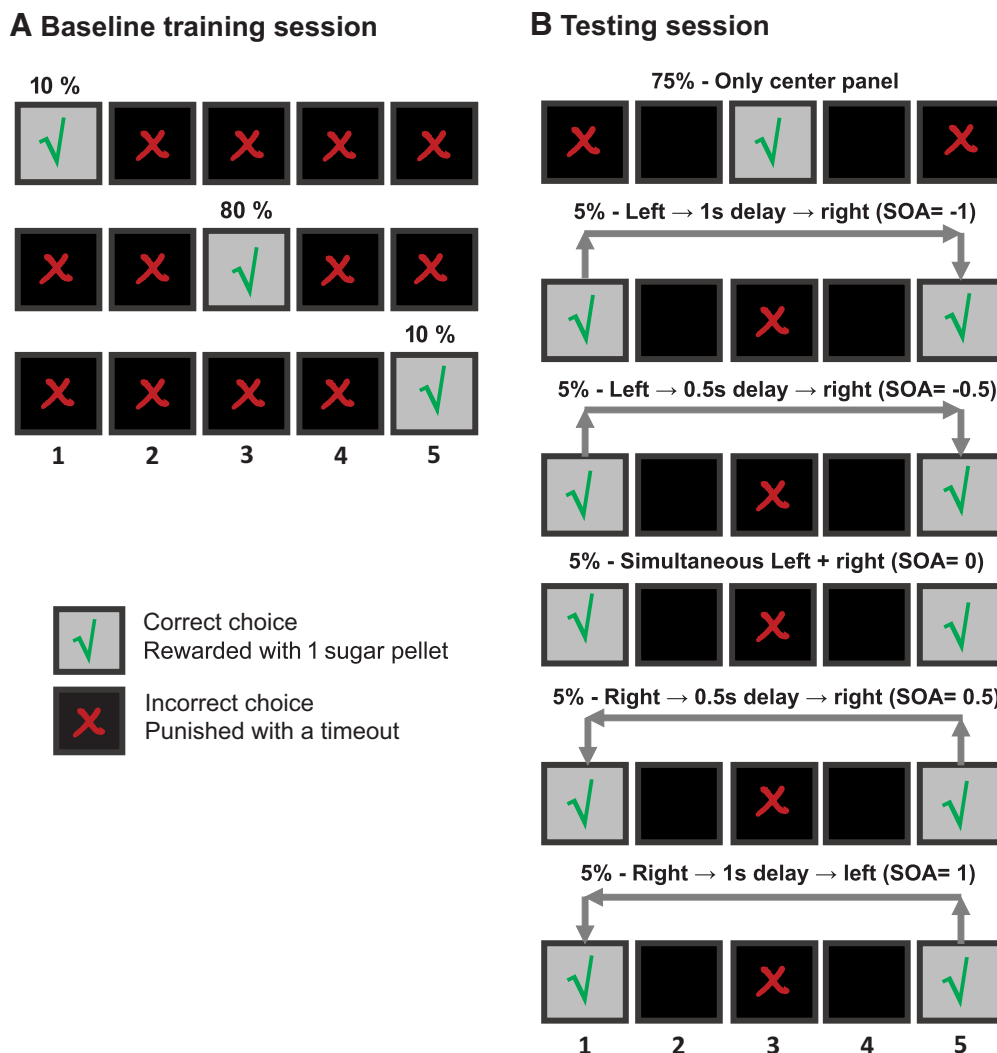 A Baseline training session
10 %
80 %
10 %
1 2 3 4 5
Correct choice
Rewarded with 1 sugar pellet
Incorrect choice
Punished with a timeout
B Testing session
75% - Only center panel
5% - Left → 1s delay → right (SOA= -1)
5% - Left → 0.5s delay → right (SOA= -0.5)
5% - Simultaneous Left + right (SOA= 0)
5% - Right → 0.5s delay → right (SOA= 0.5)
5% - Right → 1s delay → left (SOA= 1)
1 2 3 4 5